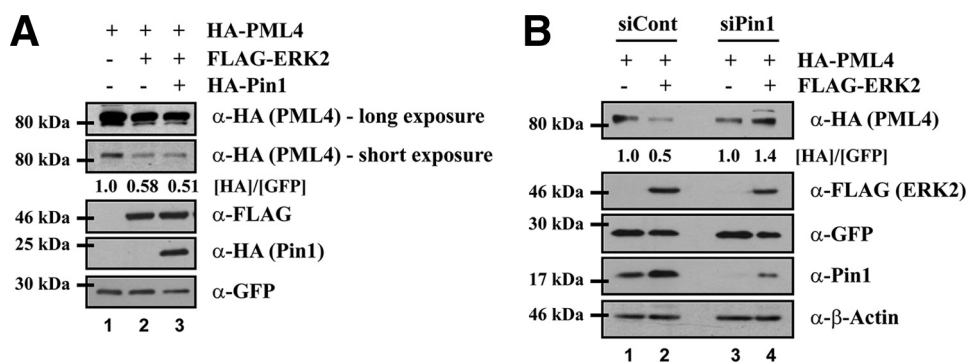 A
+ + + HA-PML4
- + + FLAG-ERK2
- - + HA-Pin1
80 kDa α-HA (PML4) - long exposure
80 kDa α-HA (PML4) - short exposure
1.0 0.58 0.51 [HA]/[GFP]
46 kDa α-FLAG
25 kDa α-HA (Pin1)
30 kDa α-GFP
1 2 3
B
siCont siPin1
+ + + + HA-PML4
- + - + FLAG-ERK2
80 kDa α-HA (PML4)
1.0 0.5 1.0 1.4 [HA]/[GFP]
46 kDa α-FLAG (ERK2)
30 kDa α-GFP
17 kDa α-Pin1
46 kDa α-β-Actin
1 2 3 4